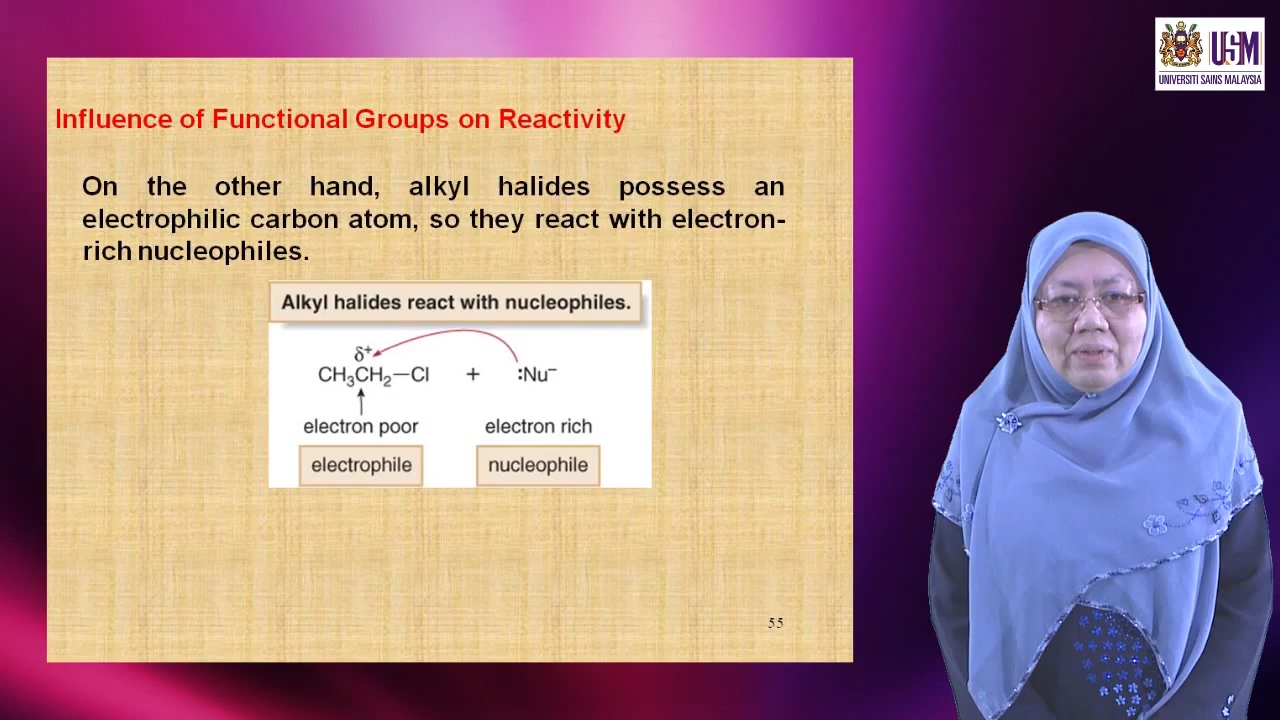 USM
UNIVERSITI SAINS MALAYSIA
Influence of Functional Groups on Reactivity
On the other hand, alkyl halides possess an
electrophilic carbon atom, so they react with electron-
rich nucleophiles.
Alkyl halides react with nucleophiles.
δ⁺
CH₃CH₂—Cl + :Nu⁻
electron poor electron rich
electrophile nucleophile
55